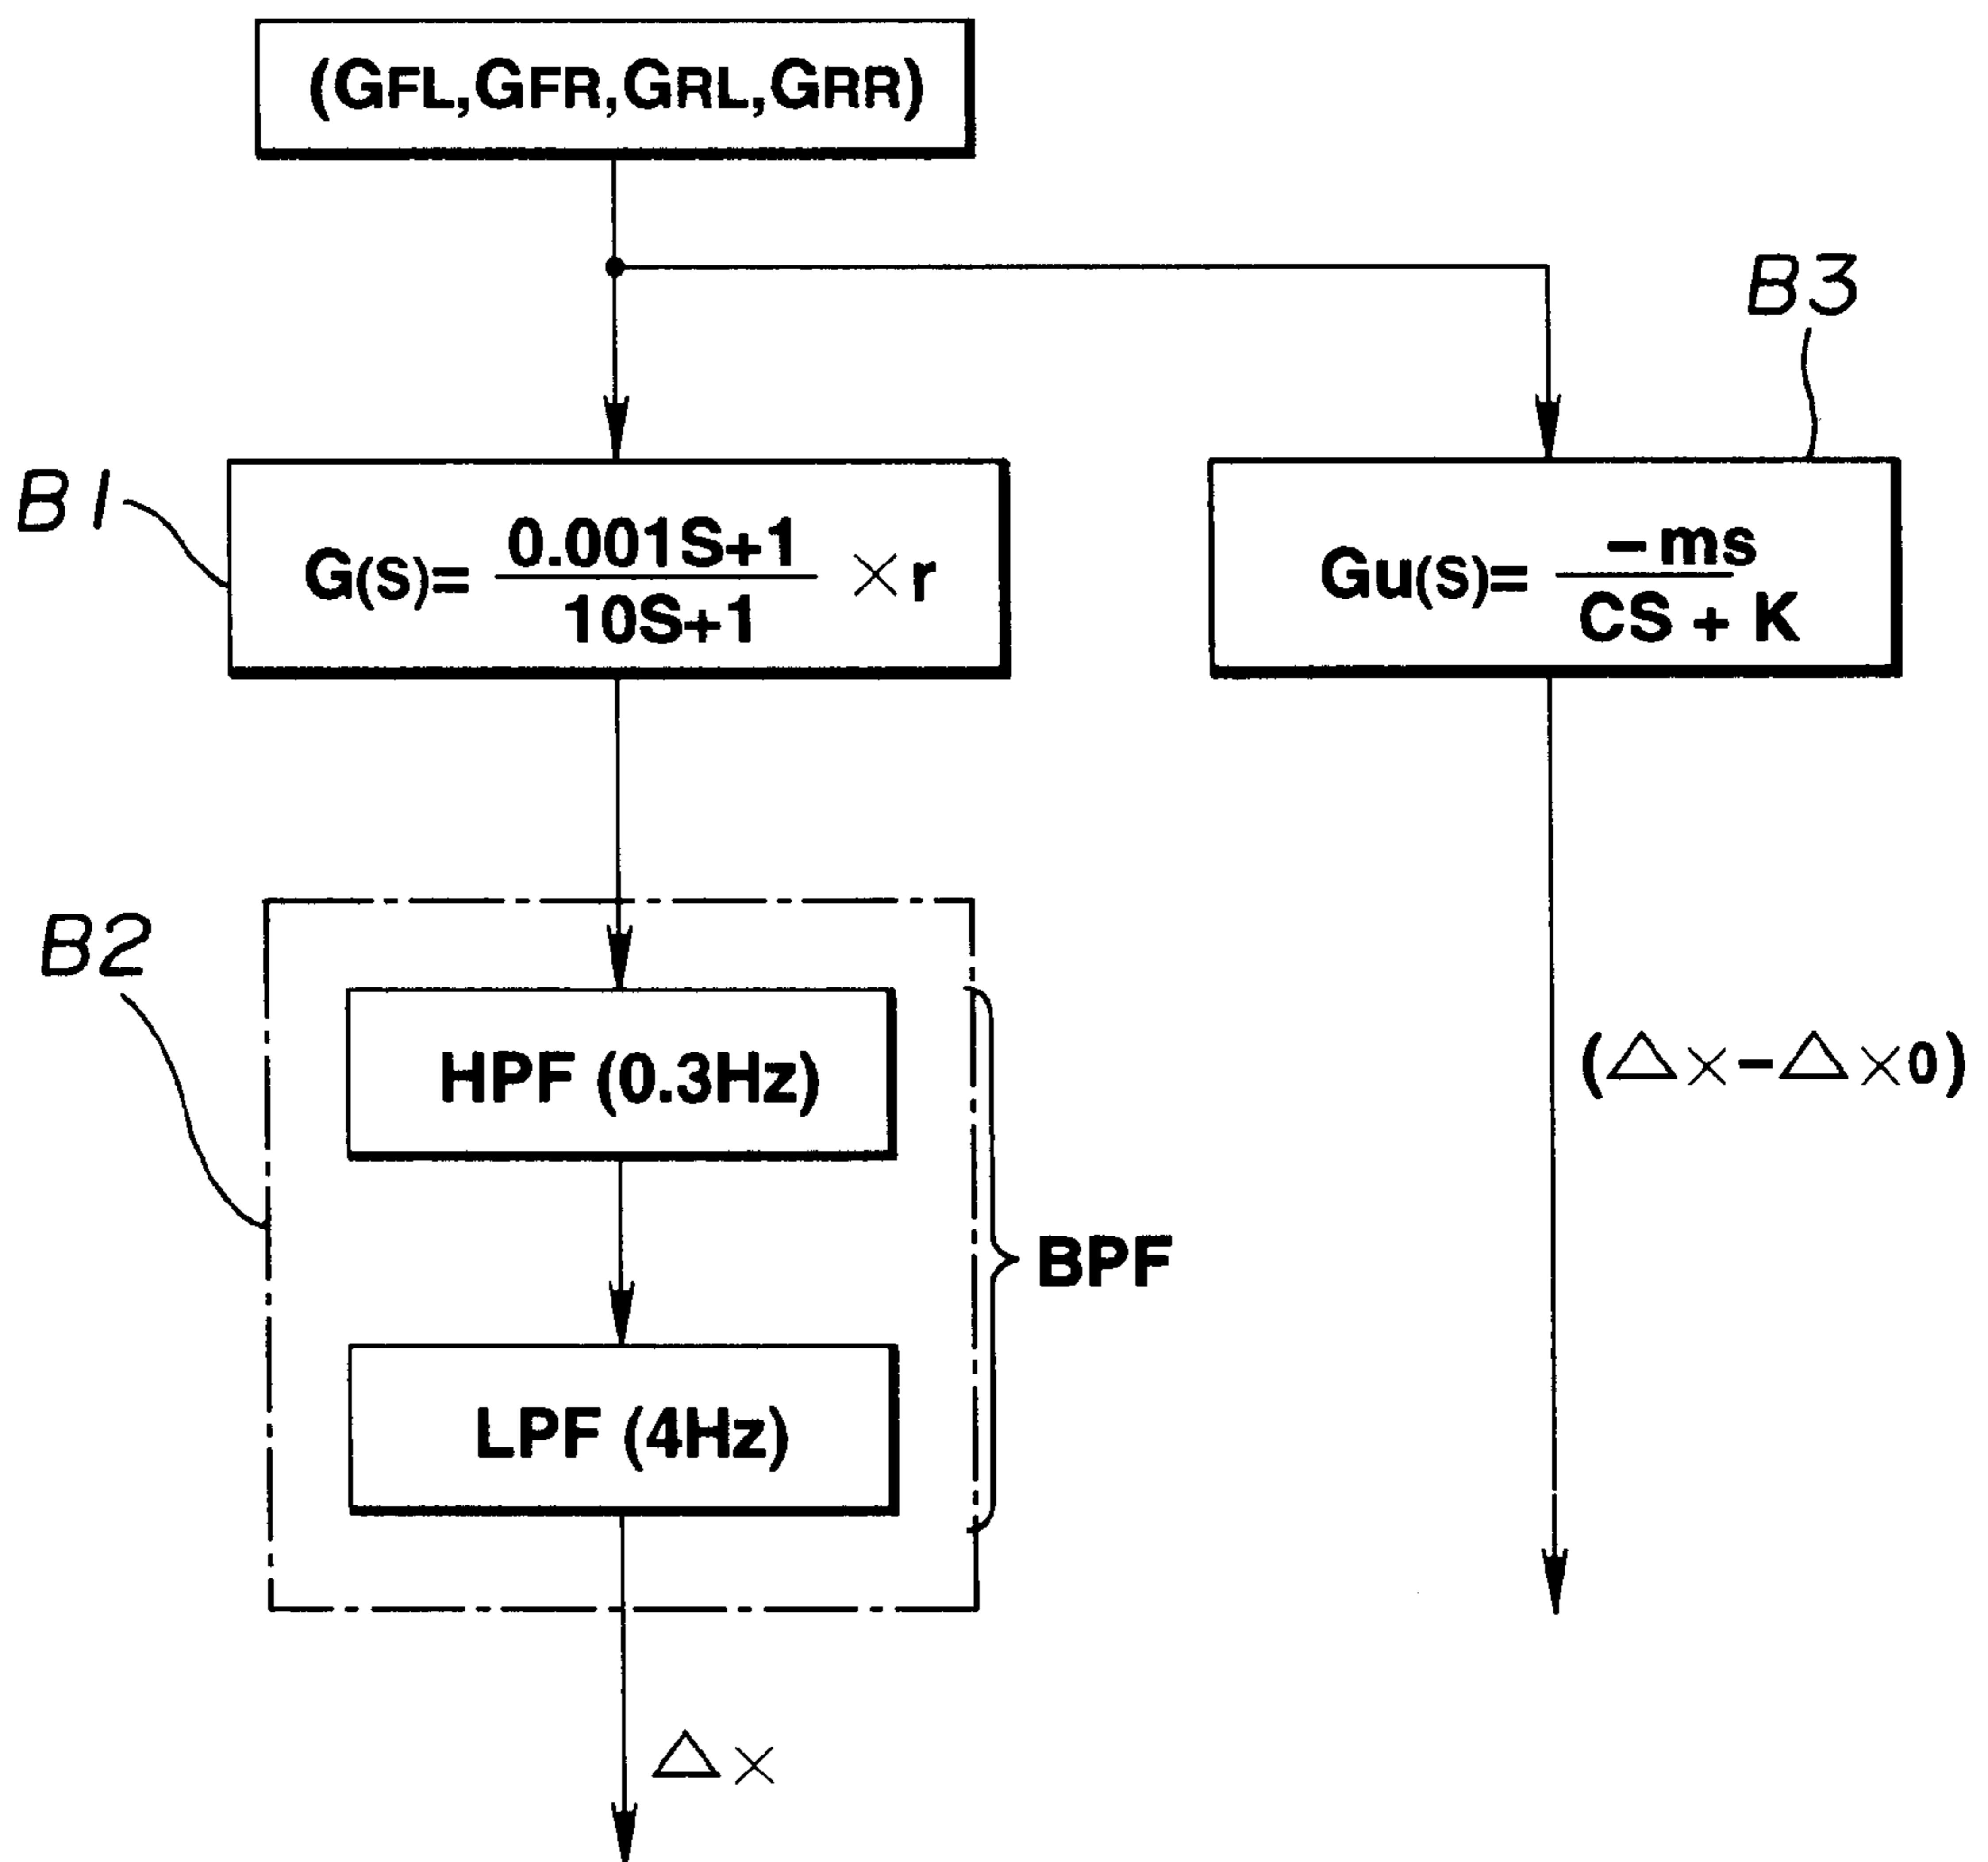 (GFL,GFR,GRL,GRR)
B3
B1
G(S)= 0.001S+1 / 10S+1 ×r
Gu(S)= -ms / CS + K
B2
HPF (0.3Hz)
(△×-△×0)
BPF
LPF (4Hz)
△×